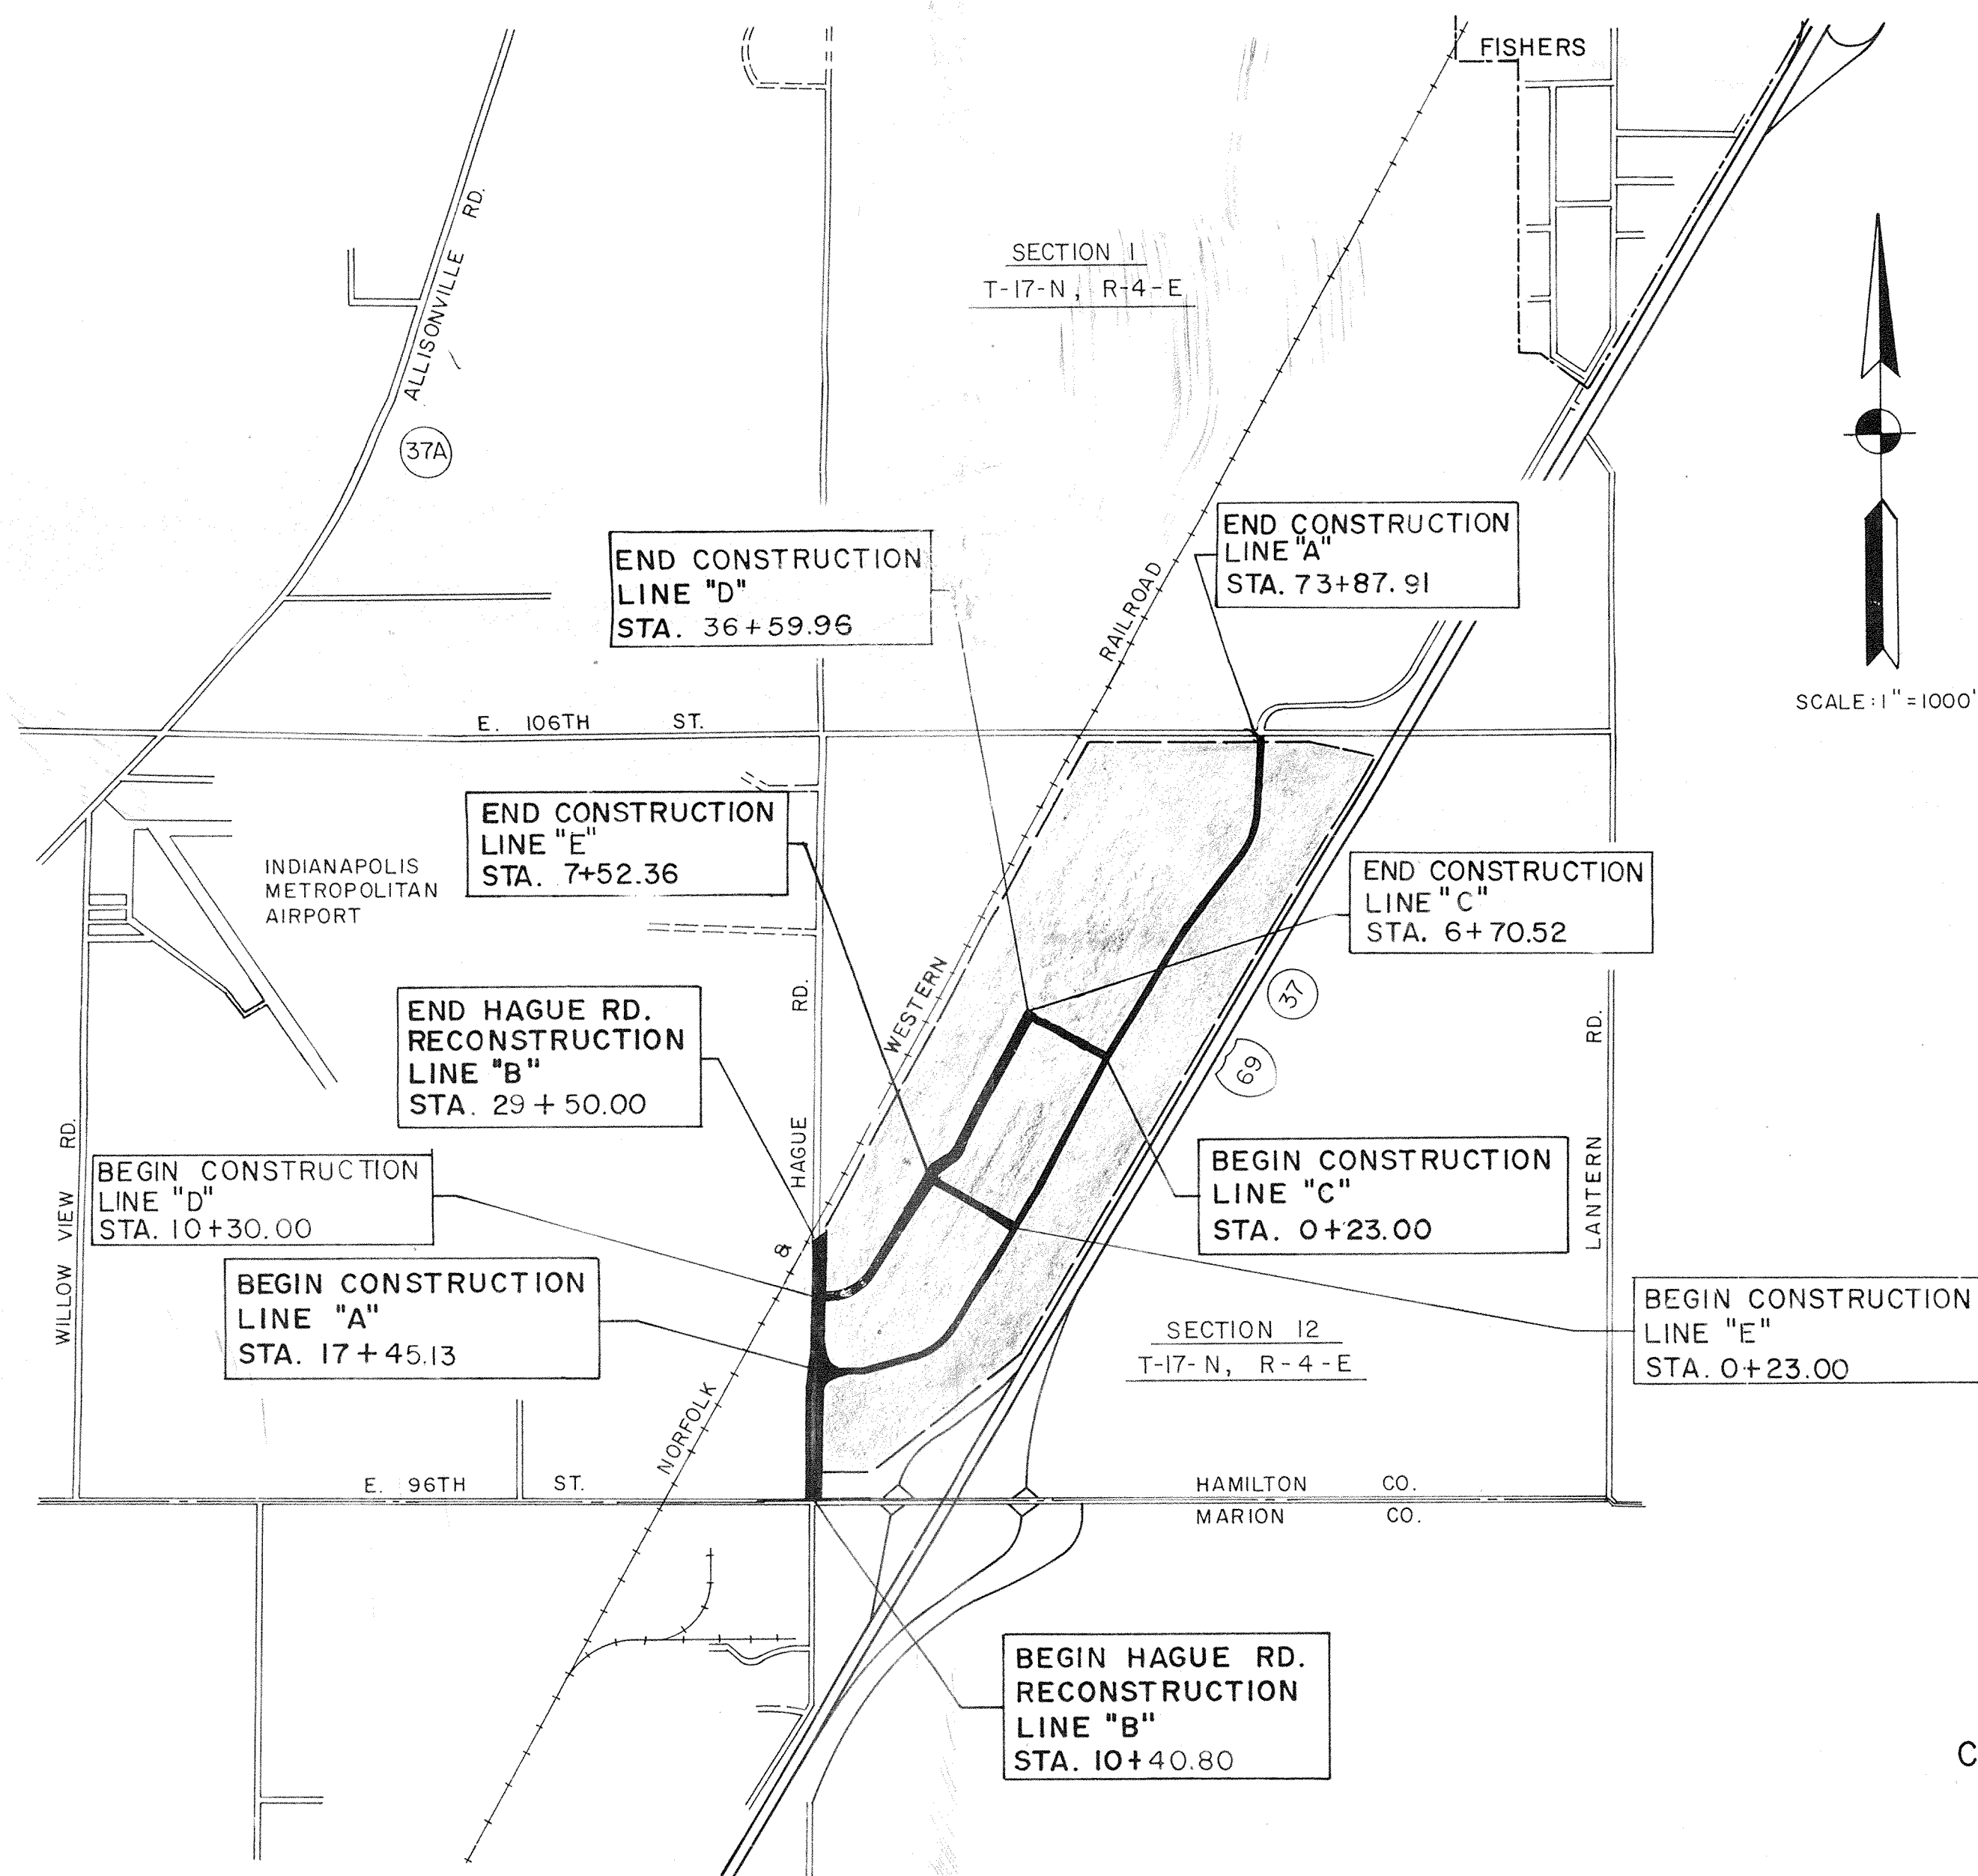 FISHERS
ALLISONVILLE RD.
SECTION 1
T-17-N, R-4-E
37A
END CONSTRUCTION
LINE "A"
STA. 73+87.91
END CONSTRUCTION
LINE "D"
STA. 36+59.96
RAILROAD
SCALE: 1" = 1000'
E. 106TH ST.
END CONSTRUCTION
LINE "E"
STA. 7+52.36
INDIANAPOLIS
METROPOLITAN
AIRPORT
END CONSTRUCTION
LINE "C"
STA. 6+70.52
WESTERN
HAGUE RD.
37
69
END HAGUE RD.
RECONSTRUCTION
LINE "B"
STA. 29+50.00
LANTERN RD.
WILLOW VIEW RD.
BEGIN CONSTRUCTION
LINE "D"
STA. 10+30.00
BEGIN CONSTRUCTION
LINE "C"
STA. 0+23.00
&
BEGIN CONSTRUCTION
LINE "A"
STA. 17+45.13
BEGIN CONSTRUCTION
LINE "E"
STA. 0+23.00
SECTION 12
T-17-N, R-4-E
NORFOLK
E. 96TH ST.
HAMILTON CO.
MARION CO.
BEGIN HAGUE RD.
RECONSTRUCTION
LINE "B"
STA. 10+40.80
C